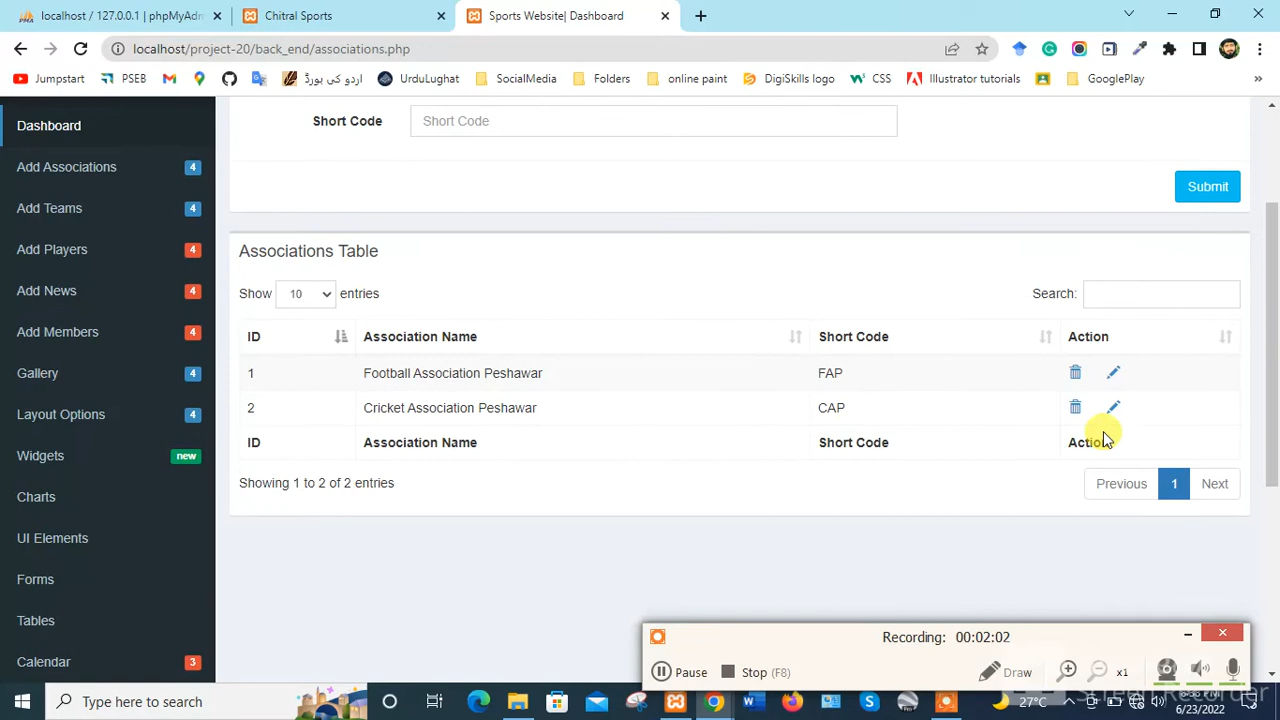 localhost / 127.0.0.1 | phpMyAdm
Chitral Sports
Sports Website| Dashboard
localhost/project-20/back_end/associations.php
Jumpstart
PSEB
اردو کی بورڈ
UrduLughat
SocialMedia
Folders
online paint
DigiSkills logo
CSS
Illustrator tutorials
GooglePlay
»
Dashboard
Add Associations 4
Add Teams 4
Add Players 4
Add News 4
Add Members 4
Gallery 4
Layout Options 4
Widgets new
Charts
UI Elements
Forms
Tables
Calendar 3
Short Code Short Code
Submit
Associations Table
Show 10 entries Search:
ID Association Name Short Code Action
1 Football Association Peshawar FAP
2 Cricket Association Peshawar CAP
ID Association Name Short Code Action
Showing 1 to 2 of 2 entries Previous 1 Next
Recording: 00:02:02
Pause Stop (F8) Draw x1
Type here to search
27°C
6/23/2022